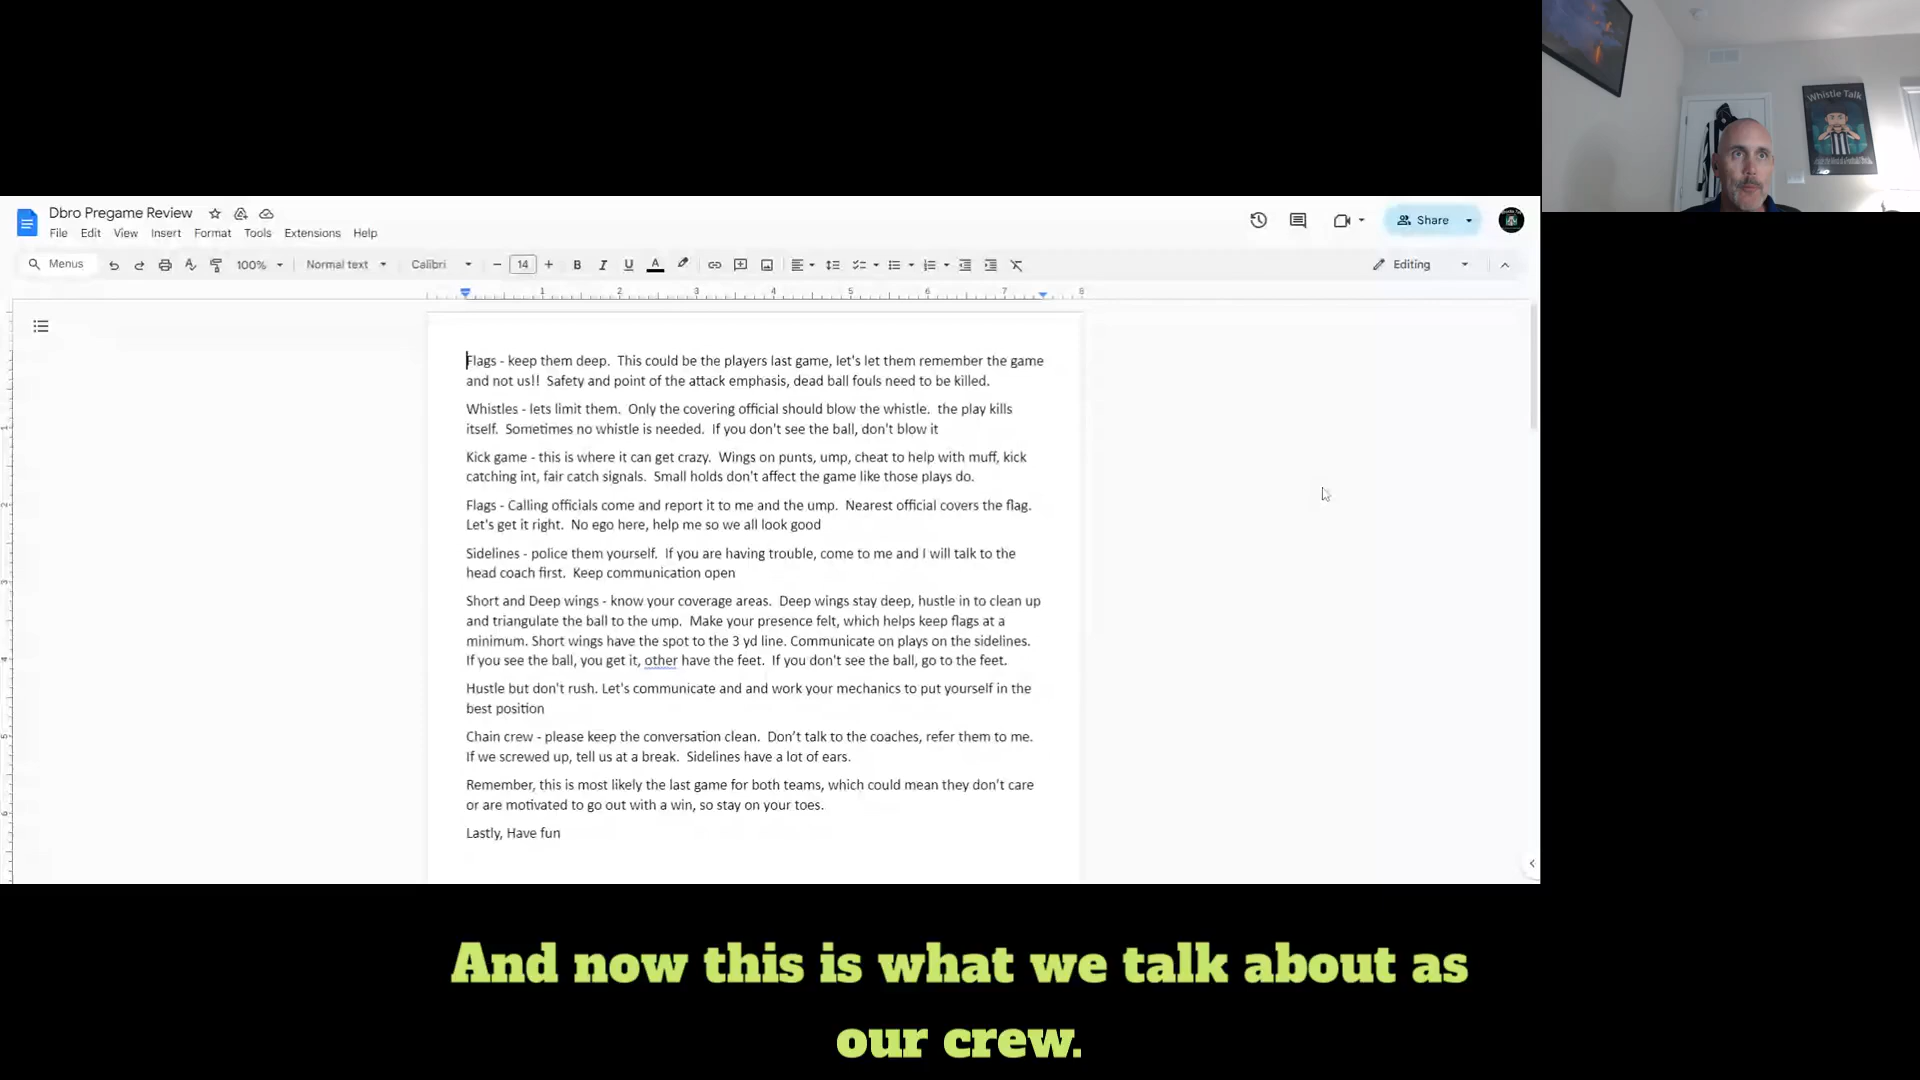 Whistle Talk
Dbro Pregame Review
File Edit View Insert Format Tools Extensions Help
Share
Menus
100%
Normal text
Calibri
14
B I U A
Editing
1 2 3 4 5 6 7 8
Flags - keep them deep.  This could be the players last game, let's let them remember the game
and not us!!  Safety and point of the attack emphasis, dead ball fouls need to be killed.
Whistles - lets limit them.  Only the covering official should blow the whistle.  the play kills
itself.  Sometimes no whistle is needed.  If you don't see the ball, don't blow it
Kick game - this is where it can get crazy.  Wings on punts, ump, cheat to help with muff, kick
catching int, fair catch signals.  Small holds don't affect the game like those plays do.
Flags - Calling officials come and report it to me and the ump.  Nearest official covers the flag.
Let's get it right.  No ego here, help me so we all look good
Sidelines - police them yourself.  If you are having trouble, come to me and I will talk to the
head coach first.  Keep communication open
Short and Deep wings - know your coverage areas.  Deep wings stay deep, hustle in to clean up
and triangulate the ball to the ump.  Make your presence felt, which helps keep flags at a
minimum. Short wings have the spot to the 3 yd line. Communicate on plays on the sidelines.
If you see the ball, you get it, other have the feet.  If you don't see the ball, go to the feet.
Hustle but don't rush. Let's communicate and and work your mechanics to put yourself in the
best position
Chain crew - please keep the conversation clean.  Don’t talk to the coaches, refer them to me.
If we screwed up, tell us at a break.  Sidelines have a lot of ears.
Remember, this is most likely the last game for both teams, which could mean they don’t care
or are motivated to go out with a win, so stay on your toes.
Lastly, Have fun
And now this is what we talk about as
our crew.